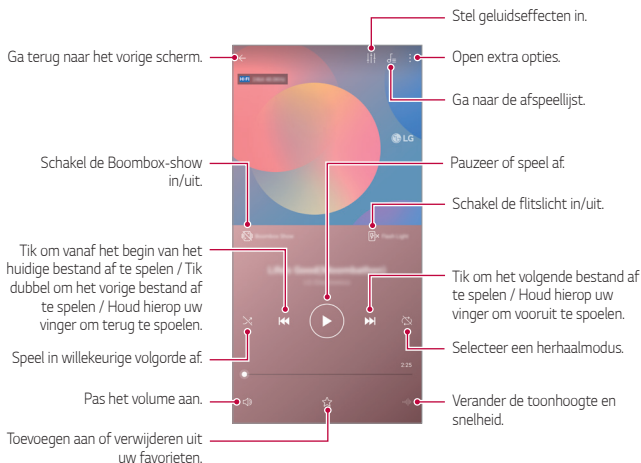 Stel geluidseffecten in.
Ga terug naar het vorige scherm.
Open extra opties.
Ga naar de afspeellijst.
HI-FI
LG
Schakel de Boombox-show
in/uit.
Pauzeer of speel af.
Schakel de flitslicht in/uit.
Boombox Show
Flash Light
Tik om vanaf het begin van het
huidige bestand af te spelen / Tik
dubbel om het vorige bestand af
te spelen / Houd hierop uw
vinger om terug te spoelen.
Tik om het volgende bestand af
te spelen / Houd hierop uw
vinger om vooruit te spoelen.
Speel in willekeurige volgorde af.
Selecteer een herhaalmodus.
2:25
Pas het volume aan.
Verander de toonhoogte en
snelheid.
Toevoegen aan of verwijderen uit
uw favorieten.